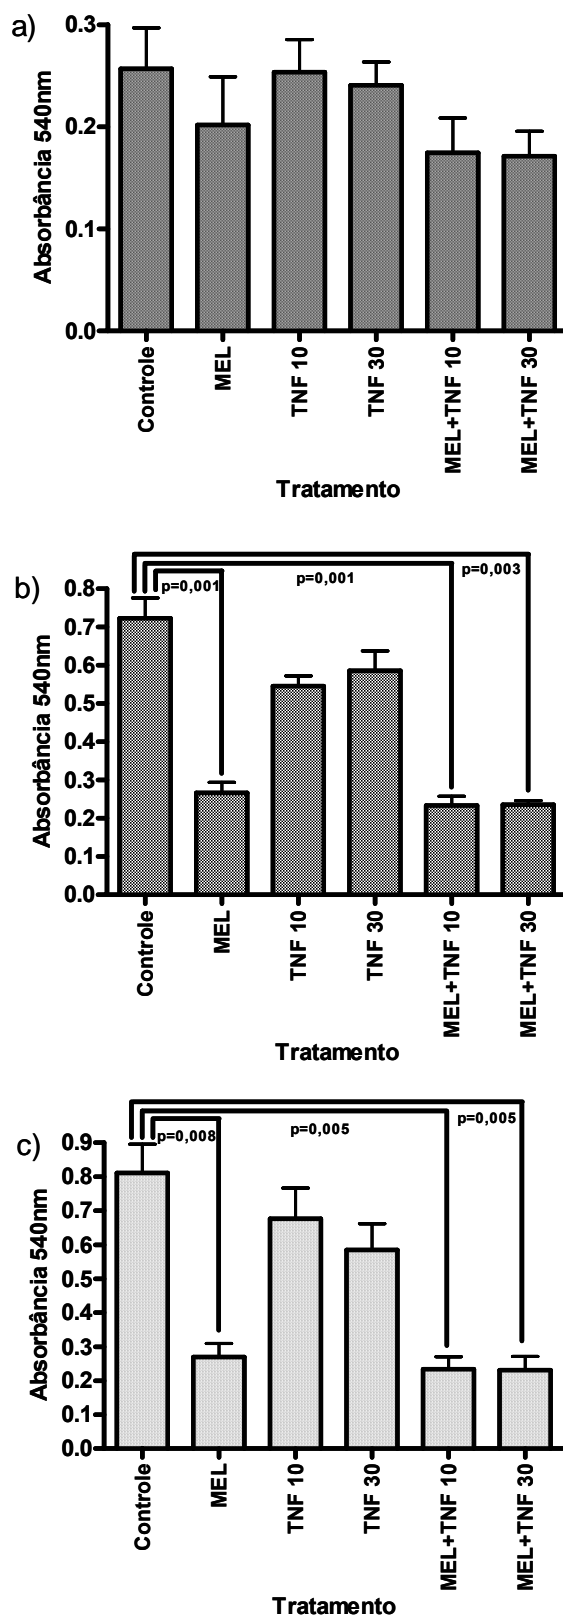 a)
Absorbância 540nm
0.3
0.2
0.1
0.0
Controle
MEL
TNF 10
TNF 30
MEL+TNF 10
MEL+TNF 30
Tratamento
b)
p=0,001
p=0,001
p=0,003
Absorbância 540nm
0.8
0.7
0.6
0.5
0.4
0.3
0.2
0.1
0.0
Controle
MEL
TNF 10
TNF 30
MEL+TNF 10
MEL+TNF 30
Tratamento
c)
p=0,008
p=0,005
p=0,005
Absorbância 540nm
0.9
0.8
0.7
0.6
0.5
0.4
0.3
0.2
0.1
0.0
Controle
MEL
TNF 10
TNF 30
MEL+TNF 10
MEL+TNF 30
Tratamento